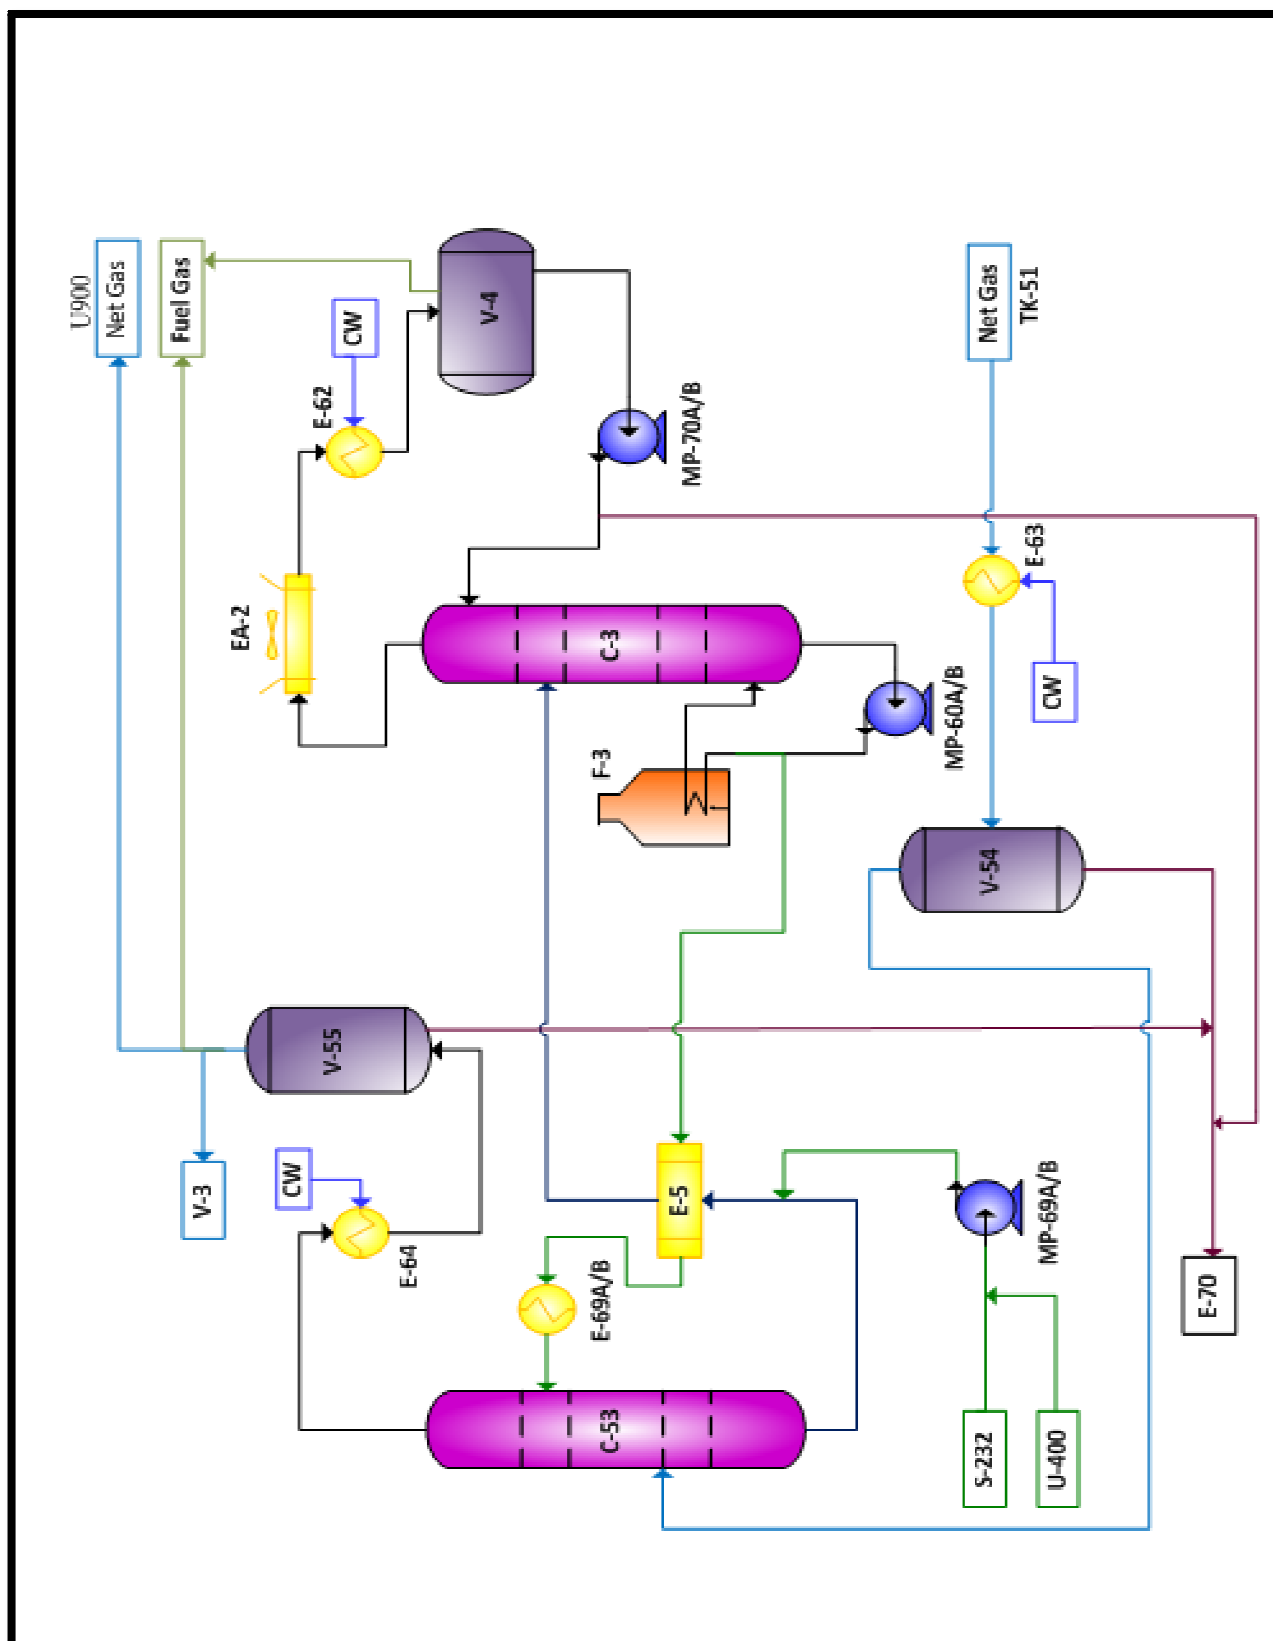 U900
Net Gas
Fuel Gas
CW
E-62
V-4
EA-2
MP-70A/B
Net Gas
TK-51
E-63
C-3
CW
MP-60A/B
F-3
V-54
V-55
CW
V-3
E-64
E-5
E-69A/B
MP-69A/B
E-70
C-53
S-232
U-400